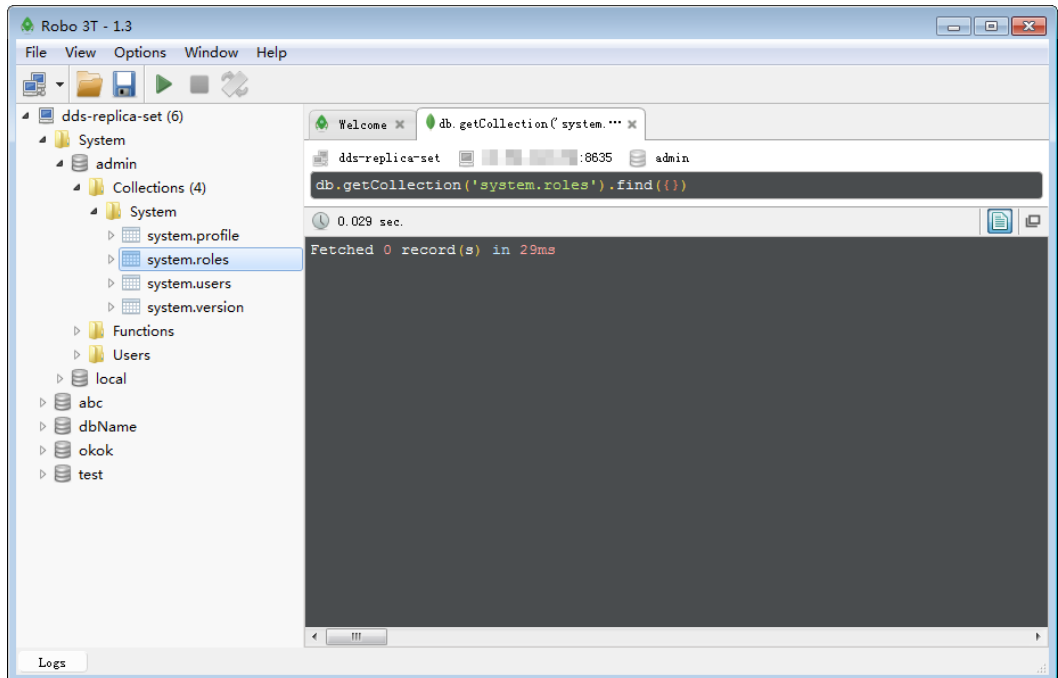 Robo 3T - 1.3
File View Options Window Help
dds-replica-set (6)
System
admin
Collections (4)
System
system.profile
system.roles
system.users
system.version
Functions
Users
local
abc
dbName
okok
test
Welcome db.getCollection('system.…
dds-replica-set :8635 admin
db.getCollection('system.roles').find({})
0.029 sec.
Fetched 0 record(s) in 29ms
Logs